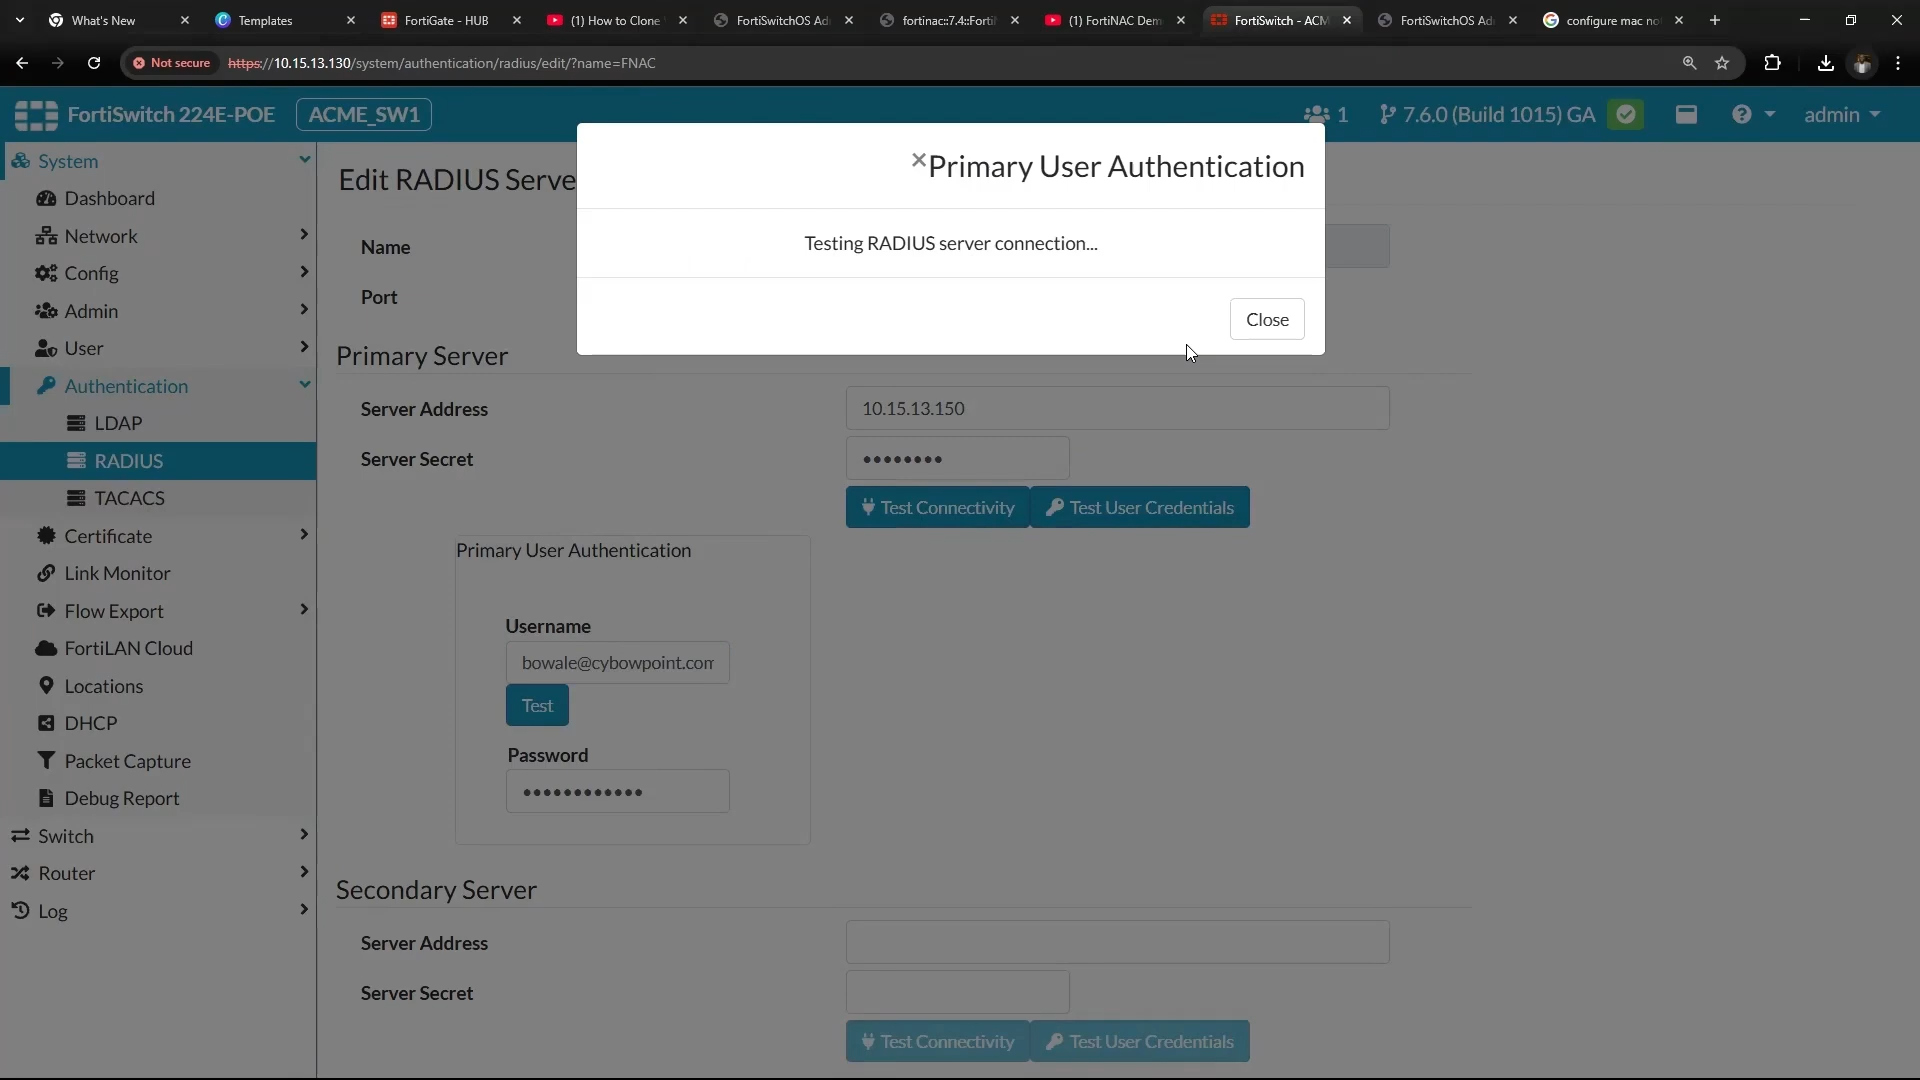 What's New
Templates
FortiGate - HUB
(1) How to Clone
FortiSwitchOS Ad
fortinac::7.4::Forti
(1) FortiNAC Dem
FortiSwitch - ACM
FortiSwitchOS Ad
configure mac no
Not secure
https://10.15.13.130/system/authentication/radius/edit/?name=FNAC
FortiSwitch 224E-POE
ACME_SW1
1
7.6.0 (Build 1015) GA
admin
System
Dashboard
Network
Config
Admin
User
Authentication
LDAP
RADIUS
TACACS
Certificate
Link Monitor
Flow Export
FortiLAN Cloud
Locations
DHCP
Packet Capture
Debug Report
Switch
Router
Log
Edit RADIUS Serve
Name
Port
×Primary User Authentication
Testing RADIUS server connection...
Close
Primary Server
Server Address
10.15.13.150
Server Secret
••••••••
Test Connectivity
Test User Credentials
Primary User Authentication
Username
bowale@cybowpoint.com
Test
Password
••••••••••••
Secondary Server
Server Address
Server Secret
Test Connectivity
Test User Credentials